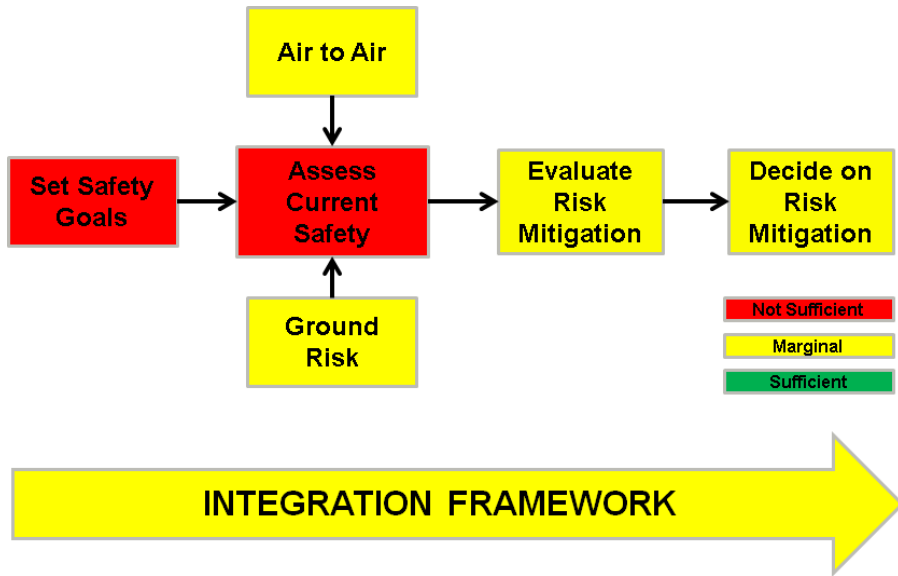 Air to Air
Set Safety
Goals
Assess
Current
Safety
Evaluate
Risk
Mitigation
Decide on
Risk
Mitigation
Ground
Risk
Not Sufficient
Marginal
Sufficient
INTEGRATION FRAMEWORK